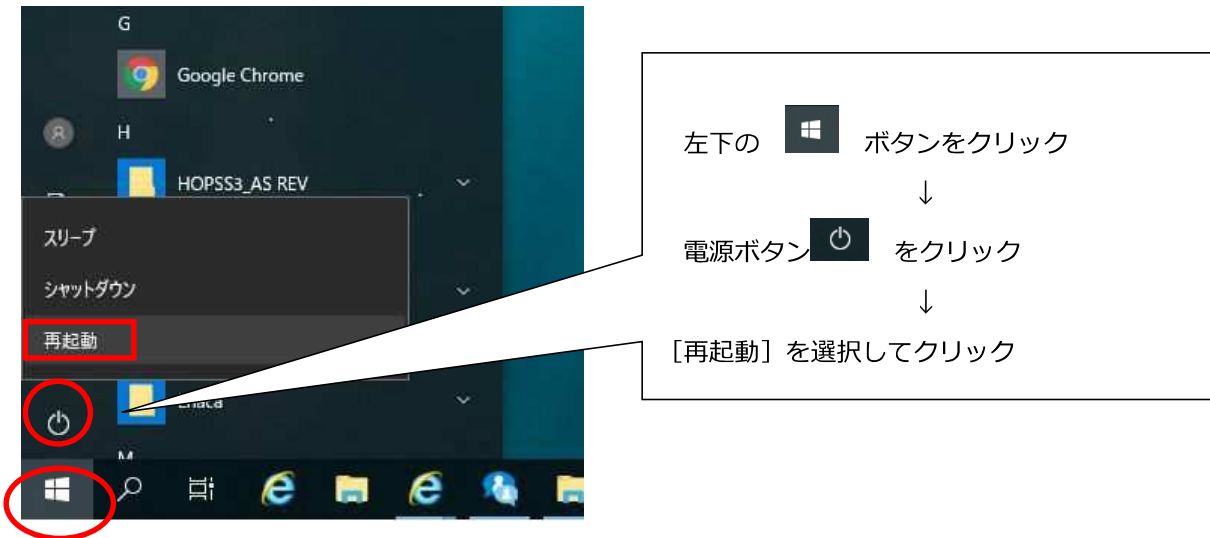 G
Google Chrome
H
HOPSS3_AS REV
スリープ
シャットダウン
再起動
M
左下の ボタンをクリック
↓
電源ボタン をクリック
↓
［再起動］を選択してクリック